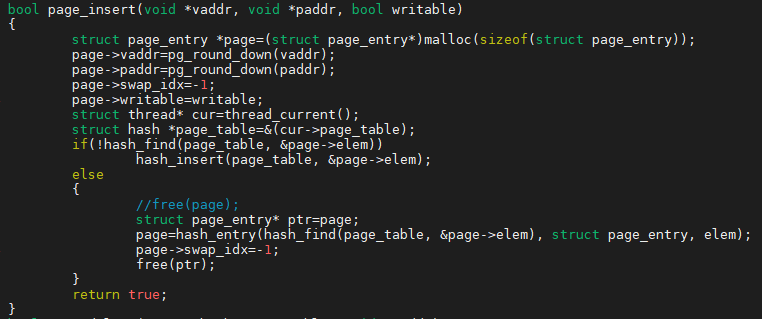 bool page_insert(void *vaddr, void *paddr, bool writable)
{
        struct page_entry *page=(struct page_entry*)malloc(sizeof(struct page_entry));
        page->vaddr=pg_round_down(vaddr);
        page->paddr=pg_round_down(paddr);
        page->swap_idx=-1;
        page->writable=writable;
        struct thread* cur=thread_current();
        struct hash *page_table=&(cur->page_table);
        if(!hash_find(page_table, &page->elem))
                hash_insert(page_table, &page->elem);
        else
        {
                //free(page);
                struct page_entry* ptr=page;
                page=hash_entry(hash_find(page_table, &page->elem), struct page_entry, elem);
                page->swap_idx=-1;
                free(ptr);
        }
        return true;
}